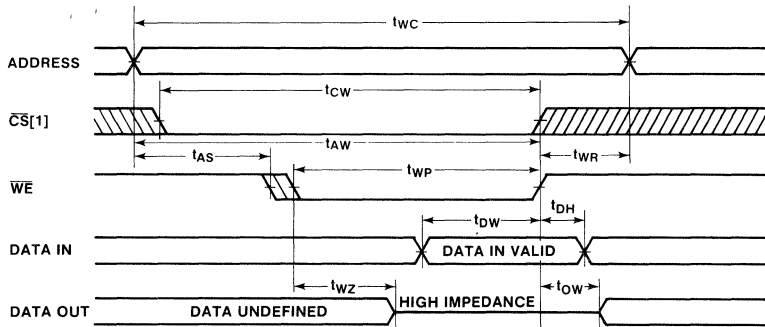 tWC
ADDRESS
tCW
CS[1]
tAW
tAS
tWR
tWP
WE
tDW
tDH
DATA IN
DATA IN VALID
tWZ
HIGH IMPEDANCE
tOW
DATA OUT
DATA UNDEFINED